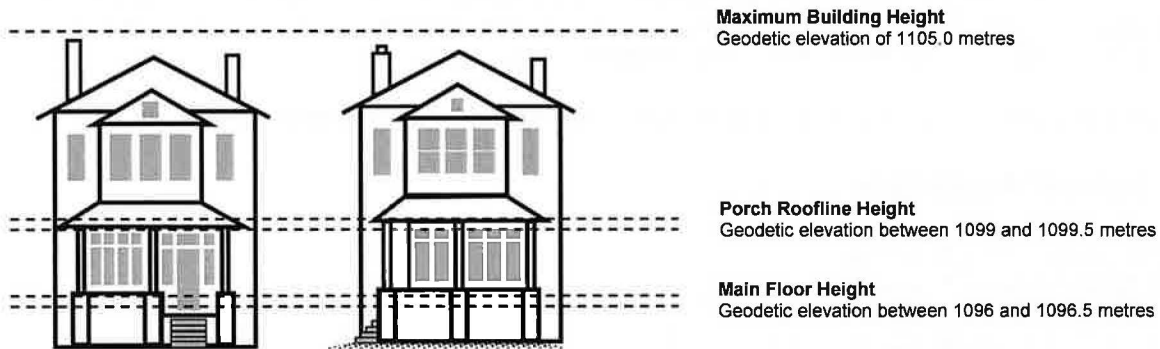 Maximum Building Height
Geodetic elevation of 1105.0 metres
Porch Roofline Height
Geodetic elevation between 1099 and 1099.5 metres
Main Floor Height
Geodetic elevation between 1096 and 1096.5 metres